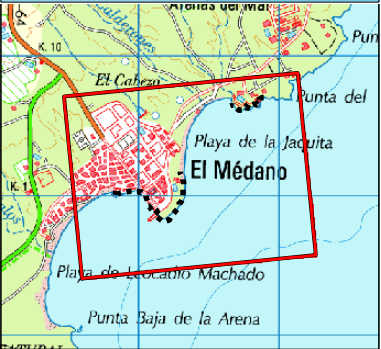 Arenas del Mar
K. 10
Pun
El Cabezo
Punta del
Playa de la Jaquita
El Médano
K. 1
Playa de Leocadio Machado
Punta Baja de la Arena